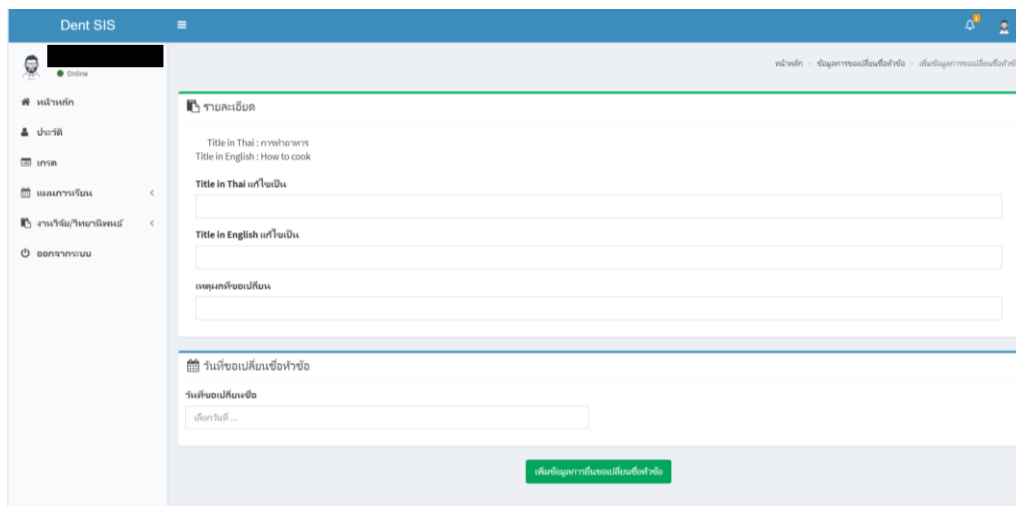 Dent SIS
1
Online
หน้าหลัก > ข้อมูลการขอเปลี่ยนชื่อหัวข้อ > เพิ่มข้อมูลการขอเปลี่ยนชื่อหัวข้อ
หน้าหลัก
ประวัติ
เกรด
แผนการเรียน
งานวิจัย/วิทยานิพนธ์
ออกจากระบบ
รายละเอียด
Title in Thai : การทำอาหาร
Title in English : How to cook
Title in Thai แก้ไขเป็น
Title in English แก้ไขเป็น
เหตุผลที่ขอเปลี่ยน
วันที่ขอเปลี่ยนชื่อหัวข้อ
วันที่ขอเปลี่ยนชื่อ
เลือกวันที่ ...
เพิ่มข้อมูลการยื่นขอเปลี่ยนชื่อหัวข้อ